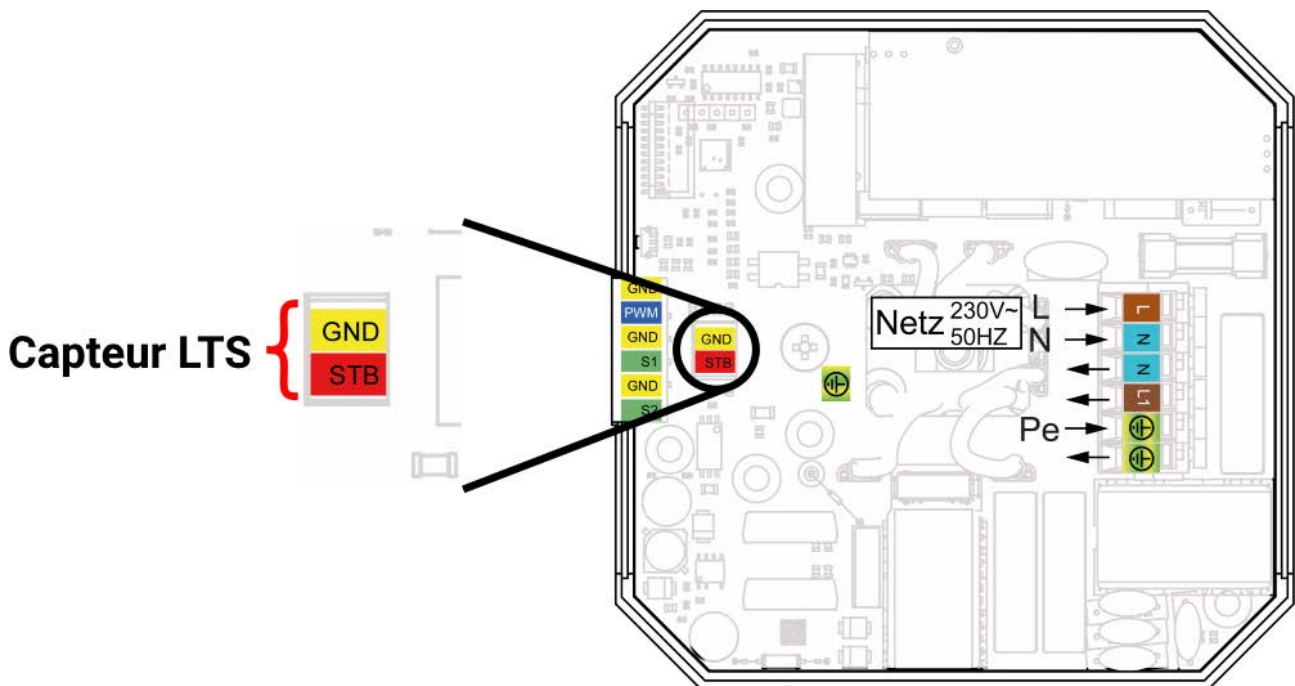 Capteur LTS
GND
STB
GND
PWM
GND
S1
GND
S2
GND
STB
Netz 230V~
50HZ
L
N
Pe
L
N
N
L1